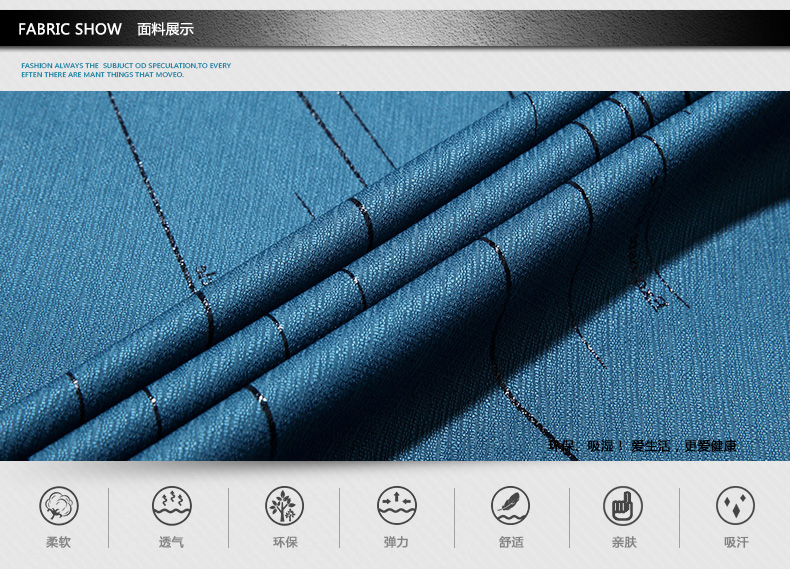 FABRIC SHOW 面料展示
FASHION ALWAYS THE SUBJUCT OD SPECULATION,TO EVERY
EFTEN THERE ARE MANT THINGS THAT MOVEO.
环保、吸湿！爱生活，更爱健康
柔软 透气 环保 弹力 舒适 亲肤 吸汗